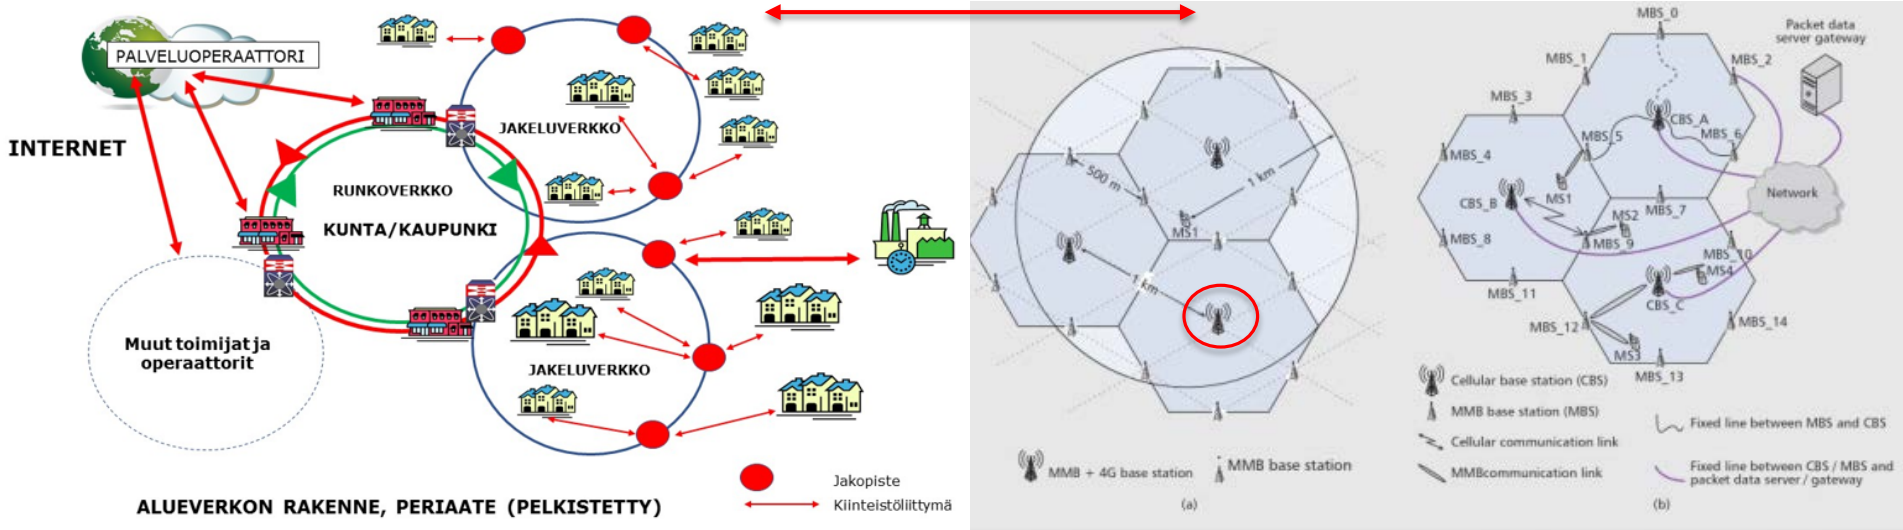 PALVELUOPERAATTORI
INTERNET
JAKELUVERKKO
RUNKOVERKKO
KUNTA/KAUPUNKI
Muut toimijat ja
operaattorit
JAKELUVERKKO
Jakopiste
Kiinteistöliittymä
ALUEVERKON RAKENNE, PERIAATE (PELKISTETTY)
500 m
1 km
MS1
1 km
MMB + 4G base station
MMB base station
(a)
MBS_0
Packet data
server gateway
MBS_1
MBS_2
MBS_3
CBS_A
MBS_5
MBS_6
MBS_4
MS1
Network
CBS_B
MBS_7
MS2
MBS_8
MBS_9
MBS_10
MS4
MBS_11
CBS_C
MBS_12
MBS_14
MS3
MBS_13
Cellular base station (CBS)
MMB base station (MBS)
Cellular communication link
MMBcommunication link
Fixed line between MBS and CBS
Fixed line between CBS / MBS and
packet data server / gateway
(b)